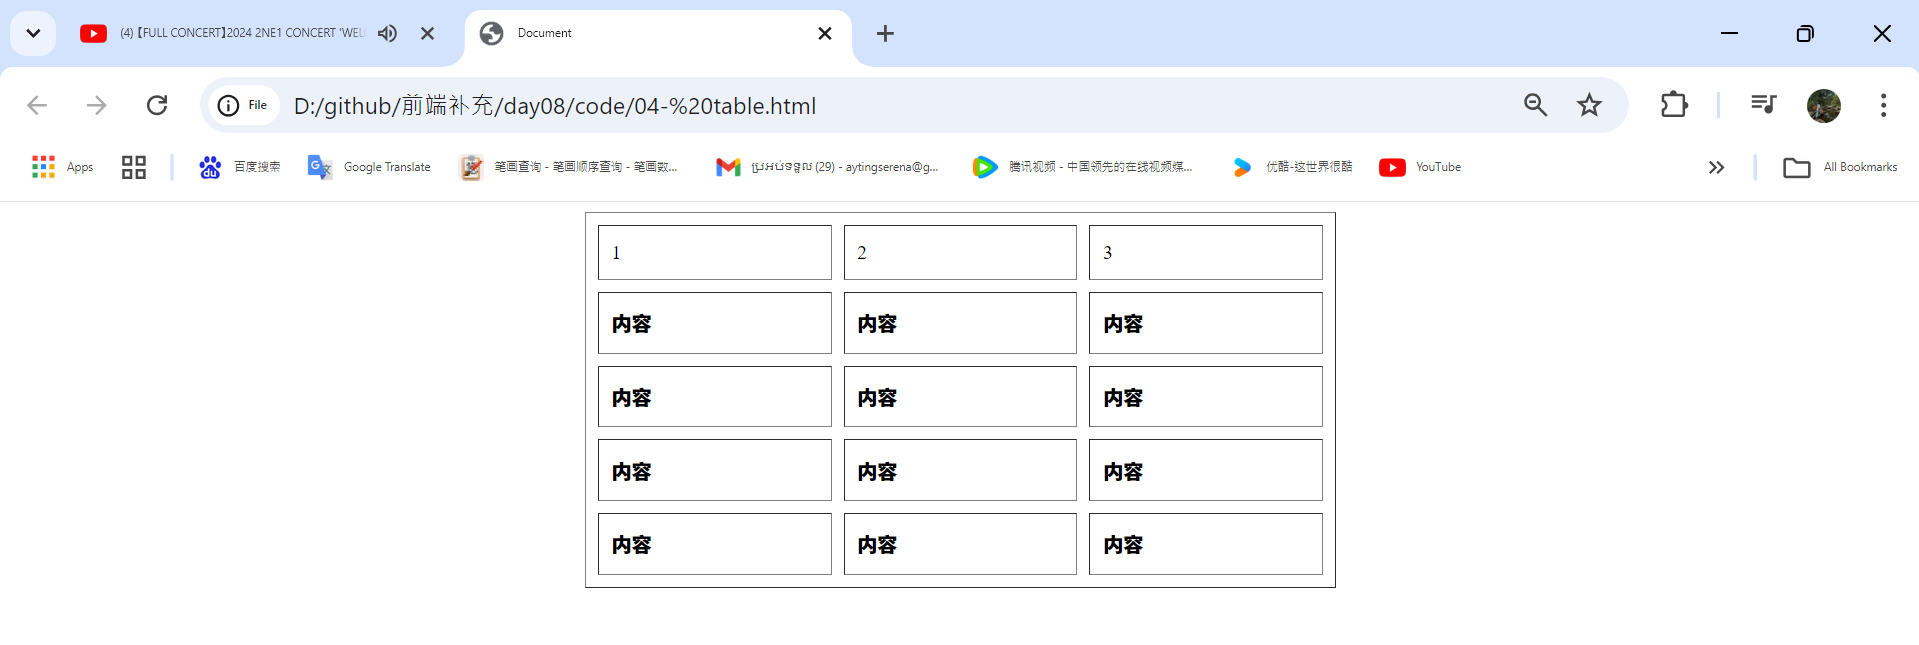 (4) 【FULL CONCERT】2024 2NE1 CONCERT 'WEL
Document
File
D:/github/前端补充/day08/code/04-%20table.html
Apps
百度搜索
Google Translate
笔画查询 - 笔画顺序查询 - 笔画数...
ប្រអប់ទទួល (29) - aytingserena@g...
腾讯视频 - 中国领先的在线视频媒...
优酷-这世界很酷
YouTube
All Bookmarks
1 2 3
内容 内容 内容
内容 内容 内容
内容 内容 内容
内容 内容 内容